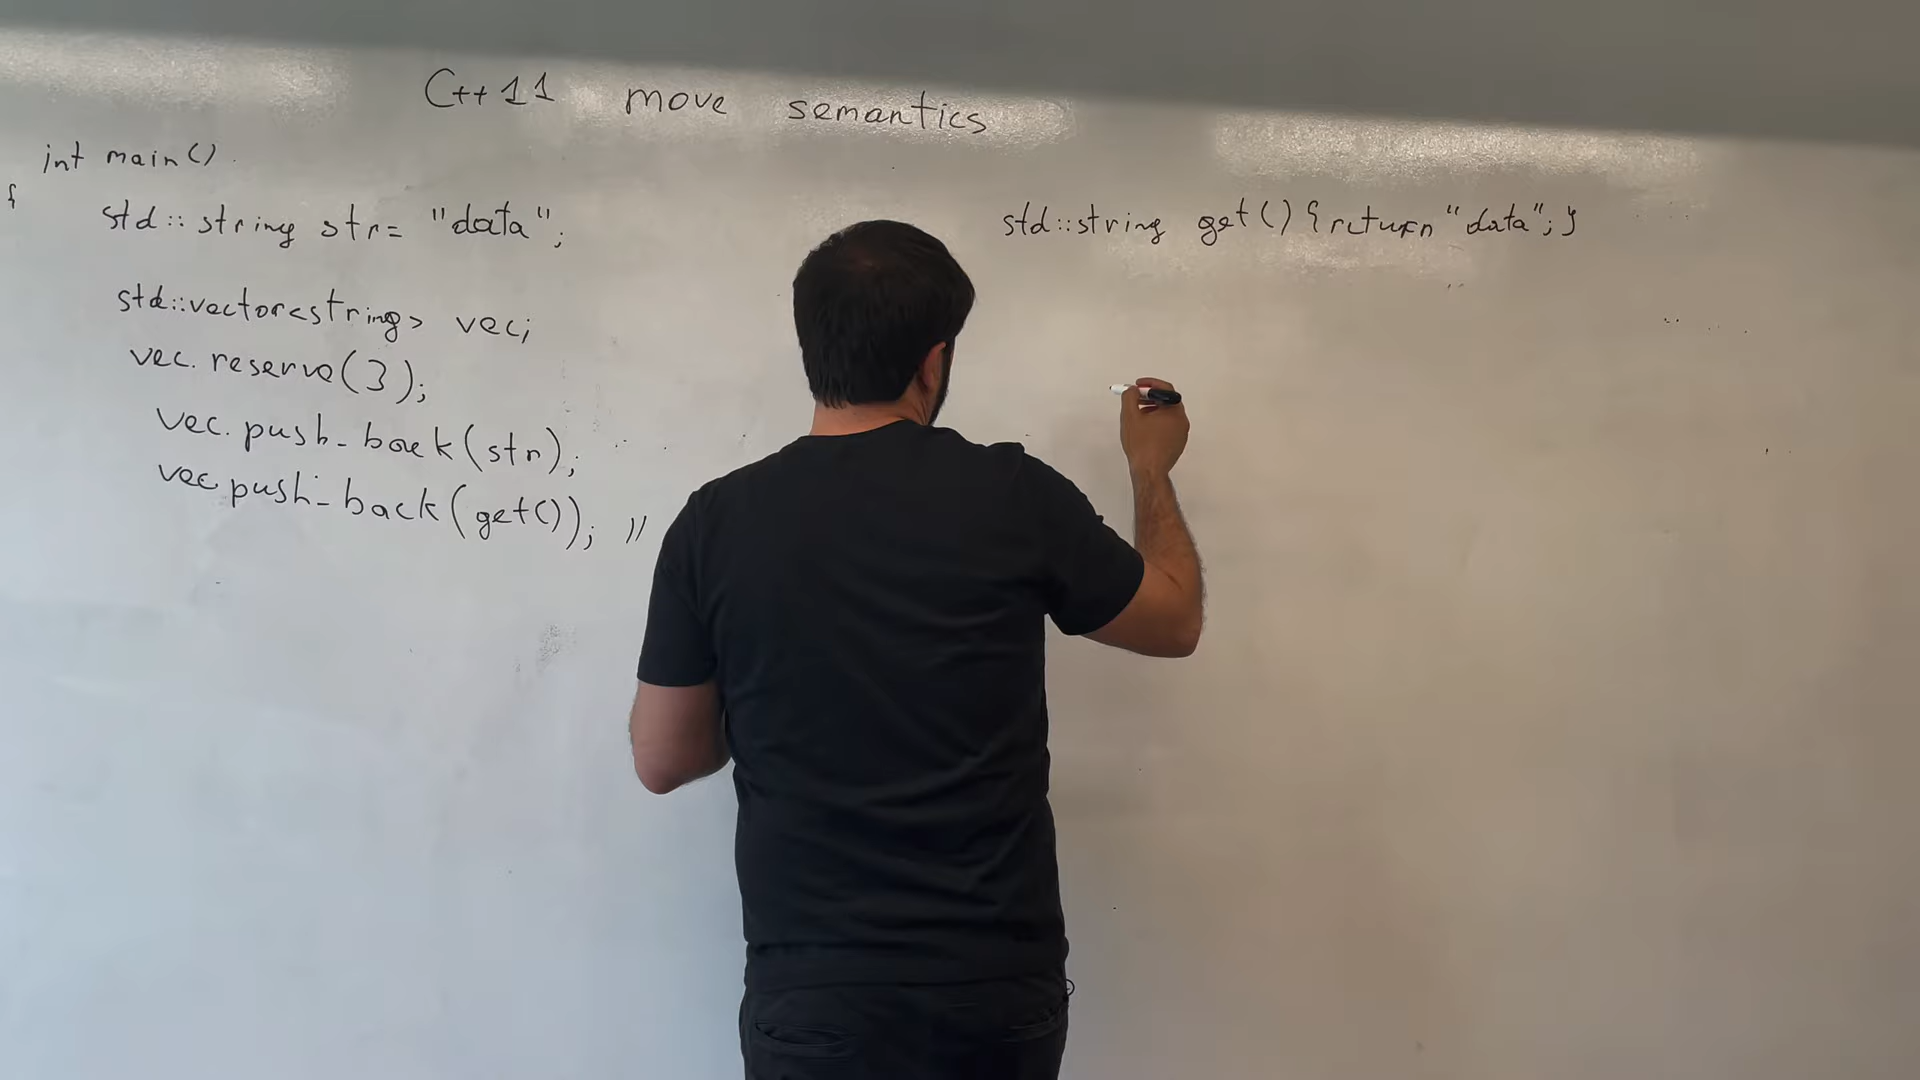 C++11 move semantics
int main()
{
std::string str= "data";
std::vector<string> vec;
vec.reserve(3);
vec.push_back(str);
vec.push_back(get()); //
std::string get() {return "data";}